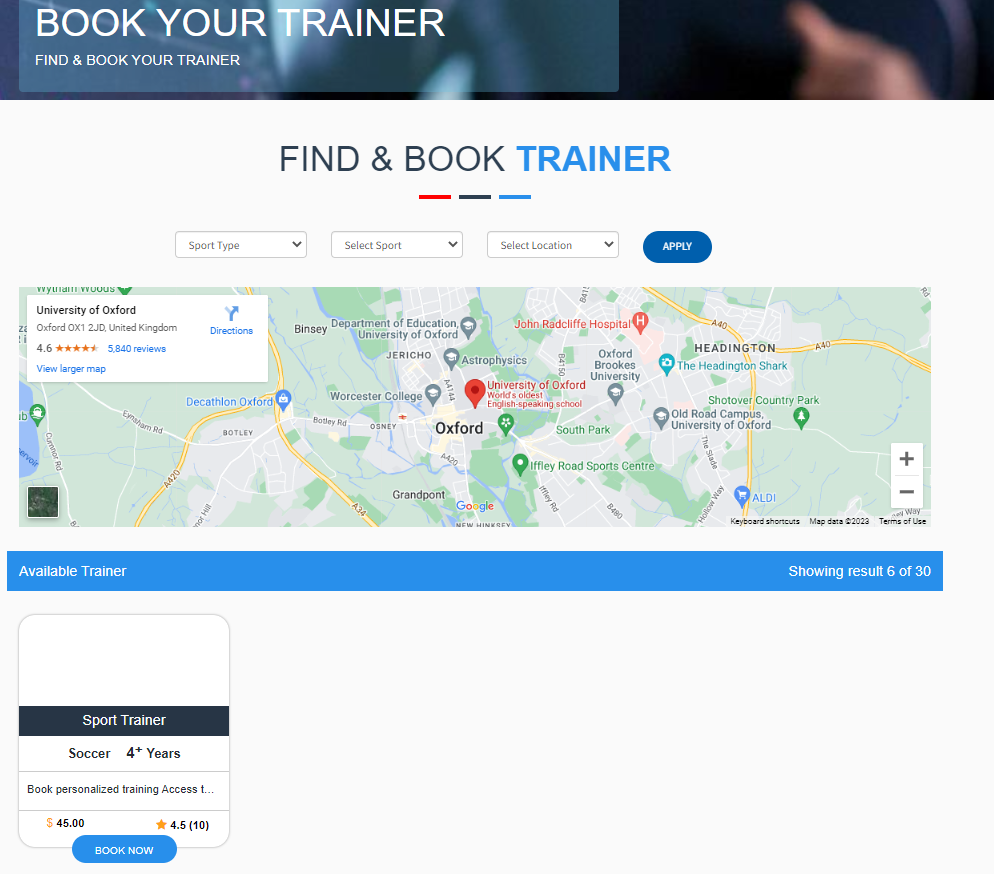 BOOK YOUR TRAINER
FIND & BOOK YOUR TRAINER
FIND & BOOK TRAINER
Sport Type
Select Sport
Select Location
APPLY
Wytham Woods
University of Oxford
Oxford OX1 2JD, United Kingdom
4.6
5,840 reviews
View larger map
Directions
Binsey
Department of Education,
University of Oxford
JERICHO
Astrophysics
Worcester College
A4144
University of Oxford
World's oldest
English-speaking school
Decathlon Oxford
Eynsham Rd
BOTLEY
Botley Rd
OSNEY
Oxford
Cumnor Rd
A420
A420
A34
Grandpont
Google
NEW HINKSEY
John Radcliffe Hospital
B4150
Oxford
Brookes
University
A40
HEADINGTON
A40
The Headington Shark
Shotover Country Park
Old Road Campus,
University of Oxford
South Park
The Slade
Iffley Road Sports Centre
Iffley Rd
B480
Hollow Way
ALDI
+
−
Keyboard shortcuts
Map data ©2023
Terms of Use
Available Trainer
Showing result 6 of 30
Sport Trainer
Soccer 4+ Years
Book personalized training Access t...
$ 45.00
4.5 (10)
BOOK NOW